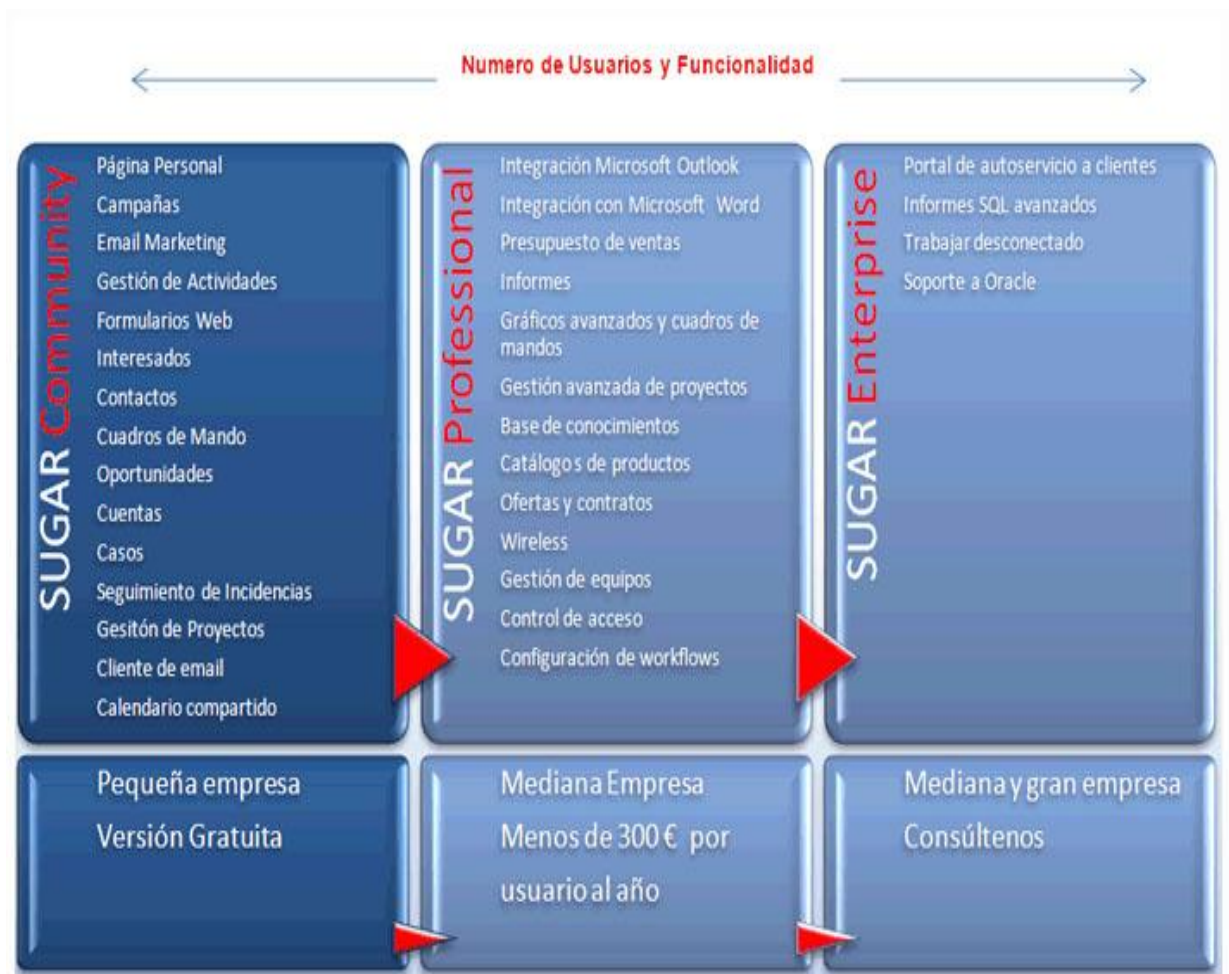 Numero de Usuarios y Funcionalidad
SUGAR Community
Página Personal
Campañas
Email Marketing
Gestión de Actividades
Formularios Web
Interesados
Contactos
Cuadros de Mando
Oportunidades
Cuentas
Casos
Seguimiento de Incidencias
Gesitón de Proyectos
Cliente de email
Calendario compartido
SUGAR Professional
Integración Microsoft Outlook
Integración con Microsoft Word
Presupuesto de ventas
Informes
Gráficos avanzados y cuadros de
mandos
Gestión avanzada de proyectos
Base de conocimientos
Catálogos de productos
Ofertas y contratos
Wireless
Gestión de equipos
Control de acceso
Configuración de workflows
SUGAR Enterprise
Portal de autoservicio a clientes
Informes SQL avanzados
Trabajar desconectado
Soporte a Oracle
Pequeña empresa
Versión Gratuita
Mediana Empresa
Menos de 300 € por
usuario al año
Mediana y gran empresa
Consúltenos